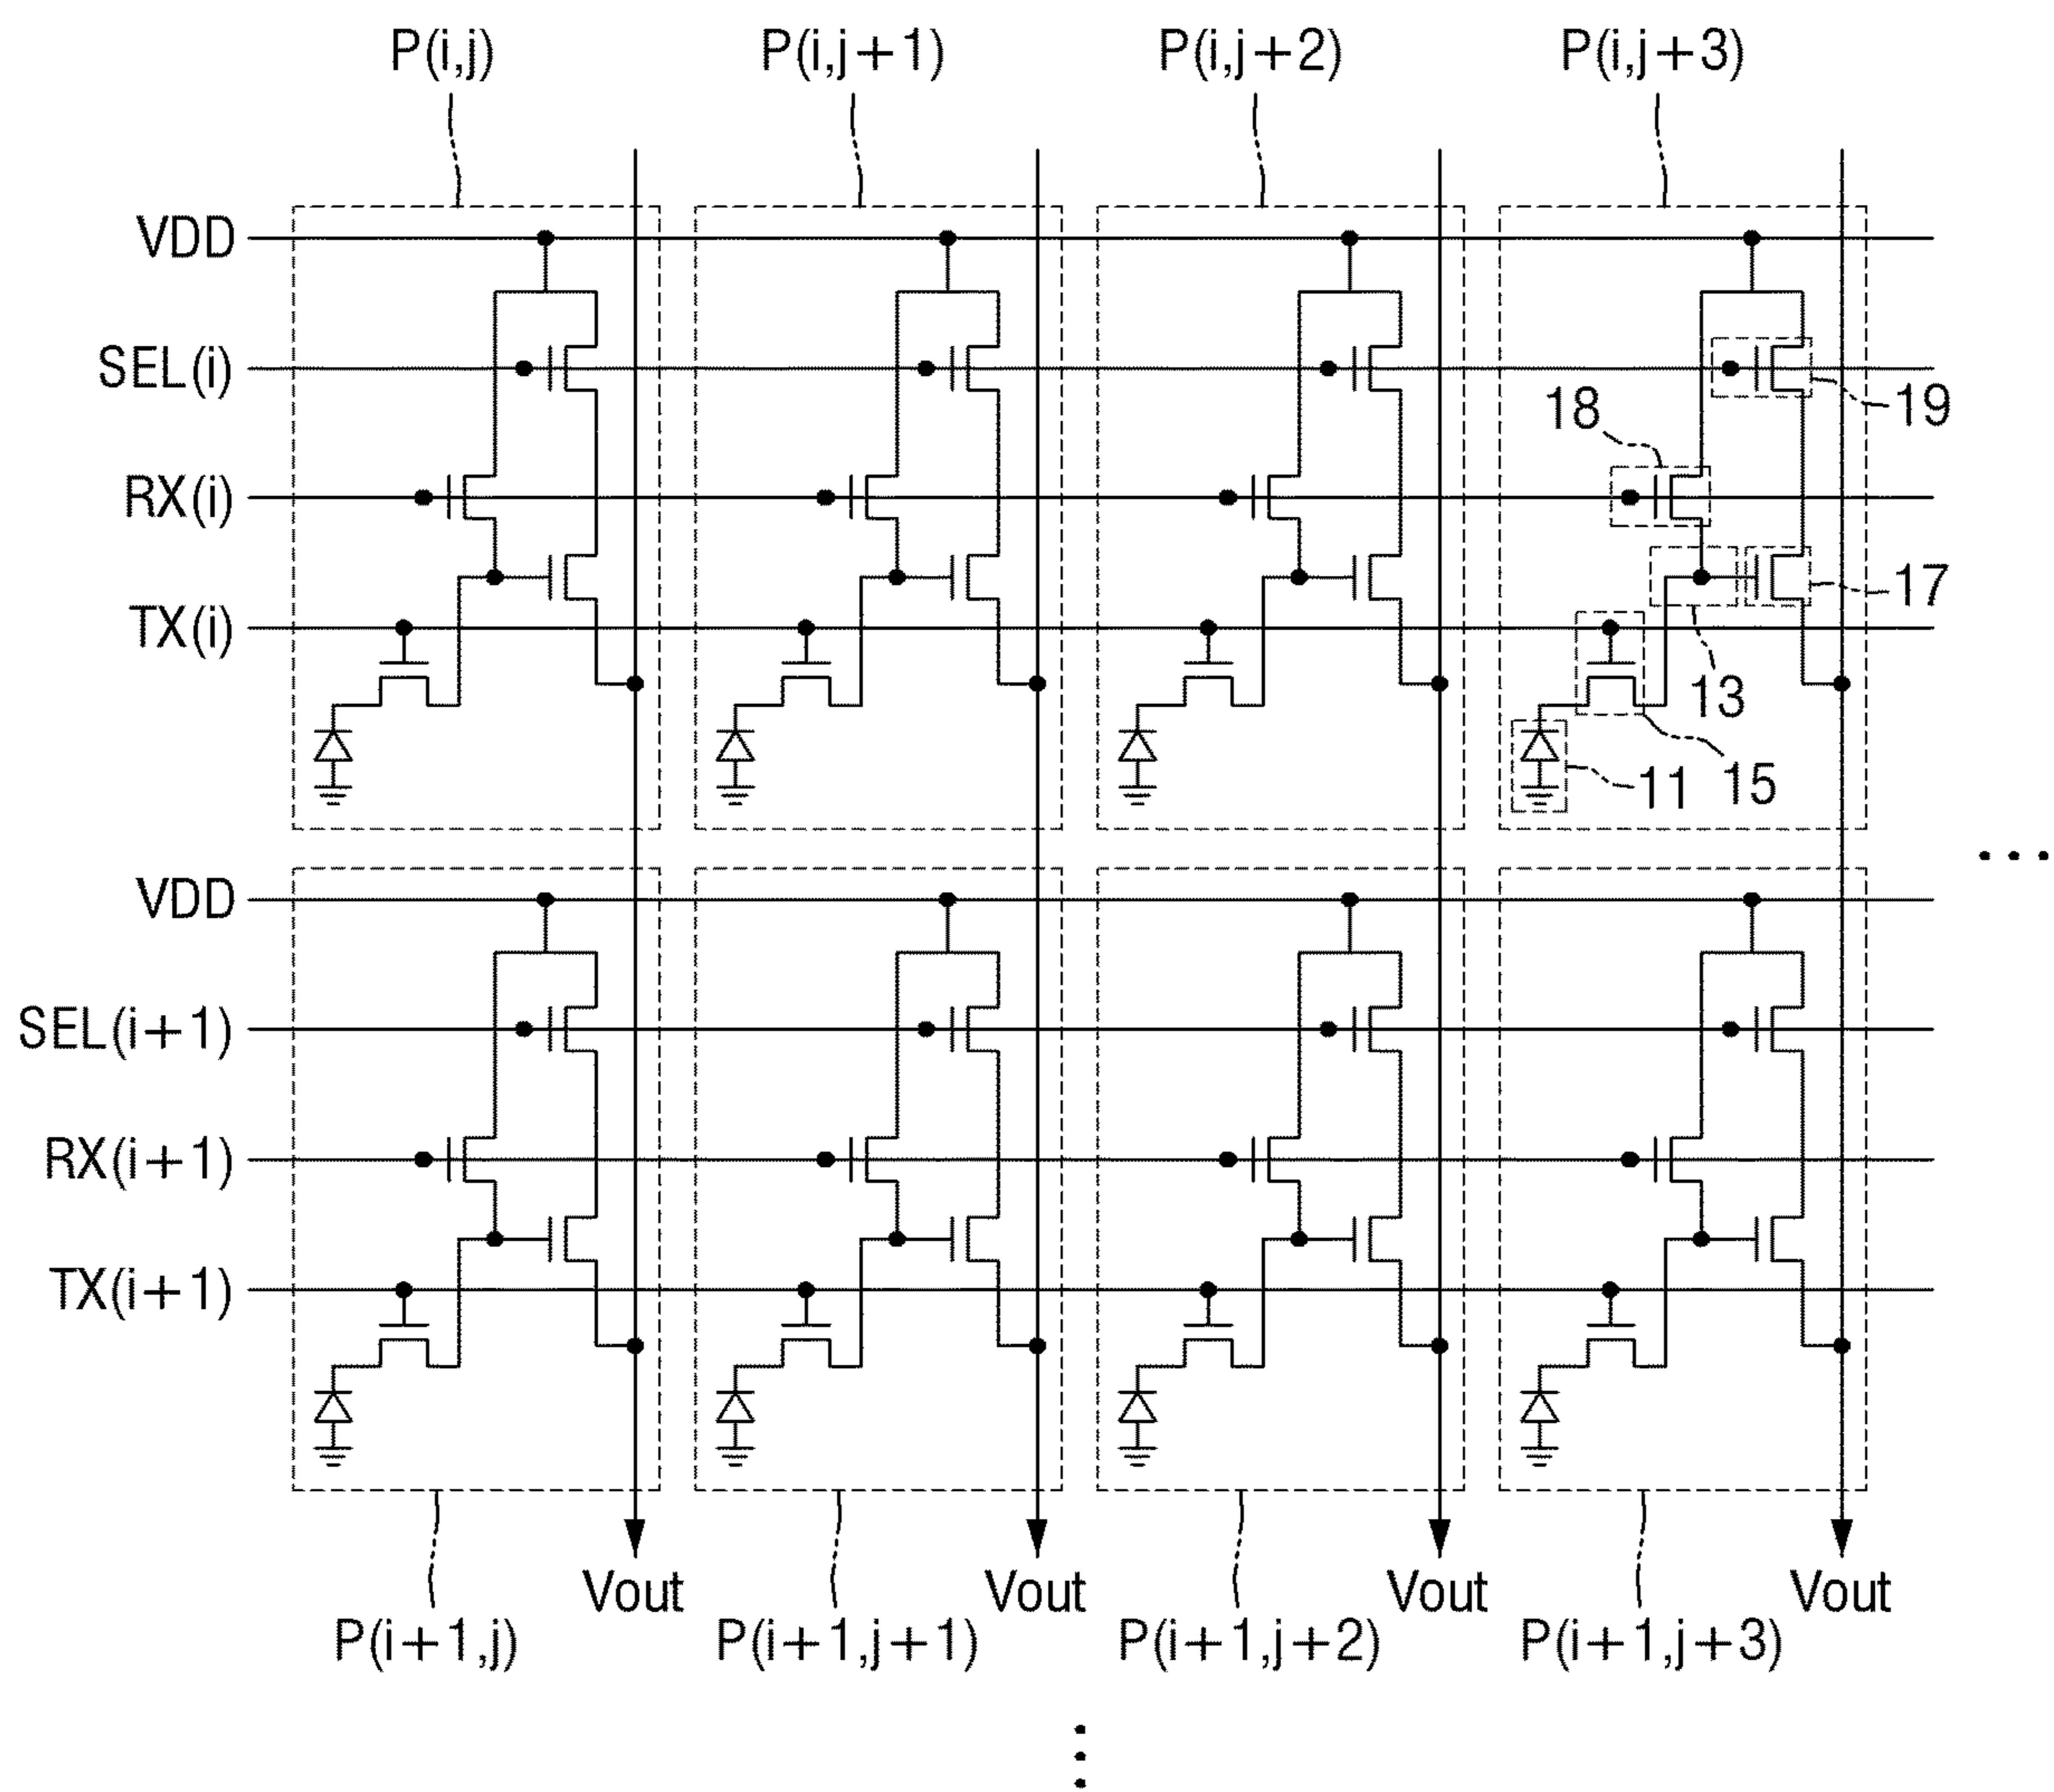 P(i,j) P(i,j+1) P(i,j+2) P(i,j+3)
VDD
SEL(i)
19
18
RX(i)
17
TX(i)
13
15
11
VDD
SEL(i+1)
RX(i+1)
TX(i+1)
Vout Vout Vout Vout
P(i+1,j) P(i+1,j+1) P(i+1,j+2) P(i+1,j+3)